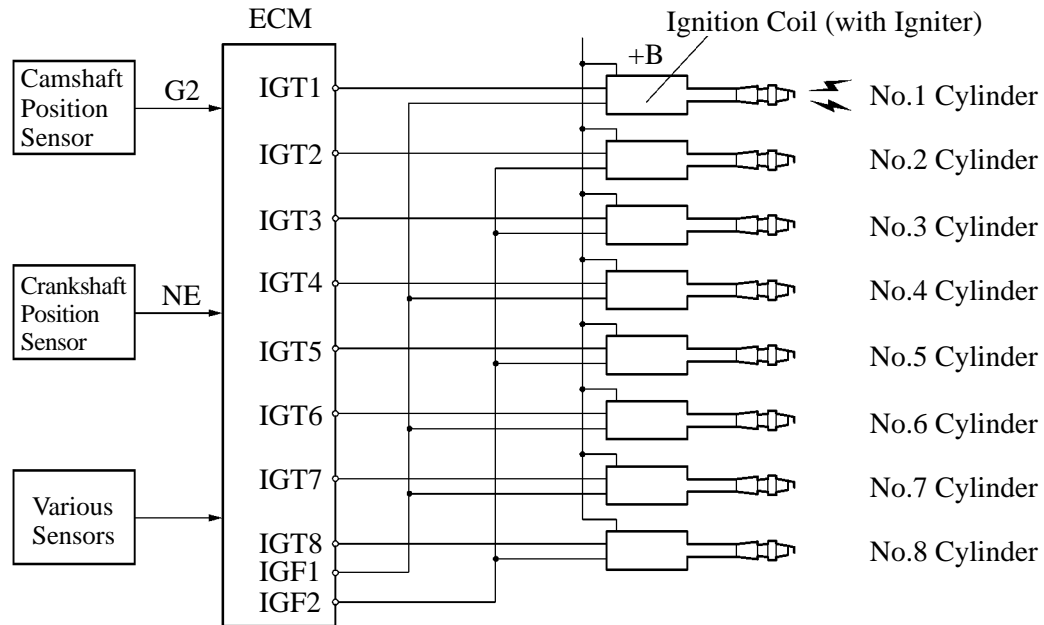 ECM
Ignition Coil (with Igniter)
+B
Camshaft
Position
Sensor
G2
Crankshaft
Position
Sensor
NE
Various
Sensors
IGT1
IGT2
IGT3
IGT4
IGT5
IGT6
IGT7
IGT8
IGF1
IGF2
No.1 Cylinder
No.2 Cylinder
No.3 Cylinder
No.4 Cylinder
No.5 Cylinder
No.6 Cylinder
No.7 Cylinder
No.8 Cylinder